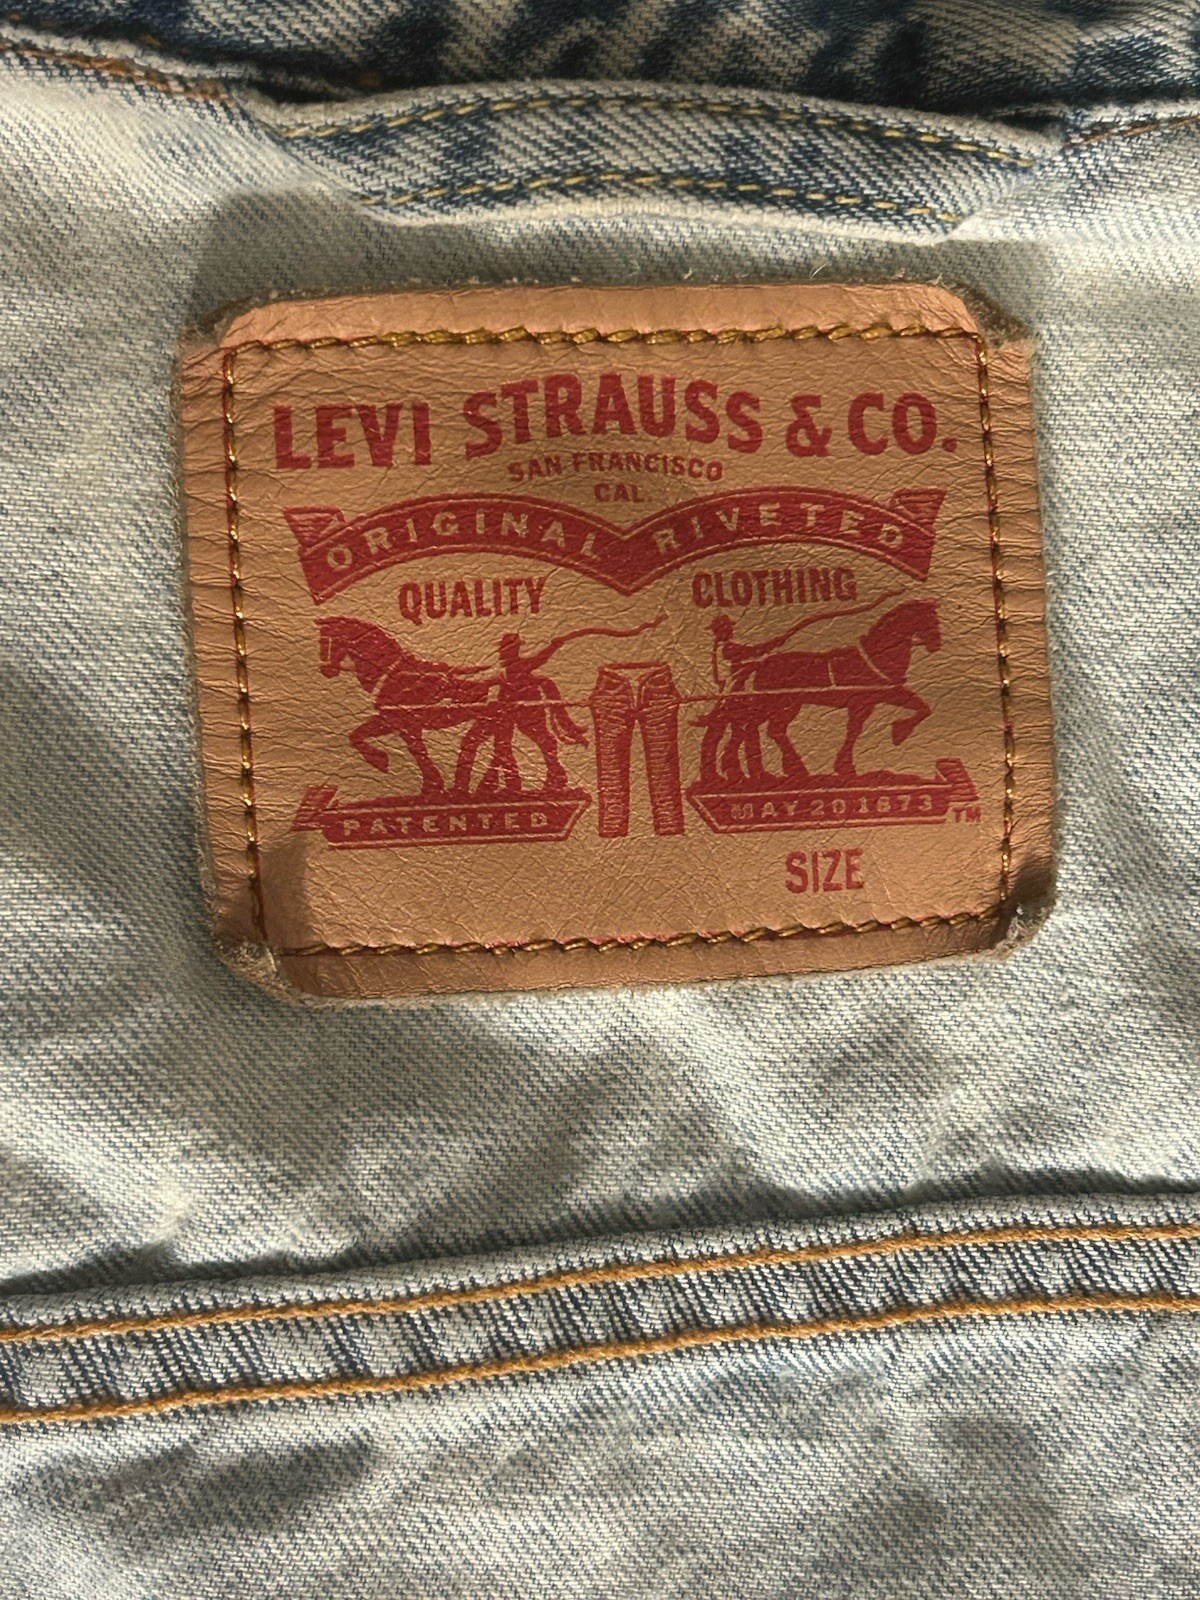 LEVI STRAUSS & CO.
SAN FRANCISCO
CAL.
ORIGINAL RIVETED
QUALITY CLOTHING
PATENTED MAY 20 1873 TM
SIZE